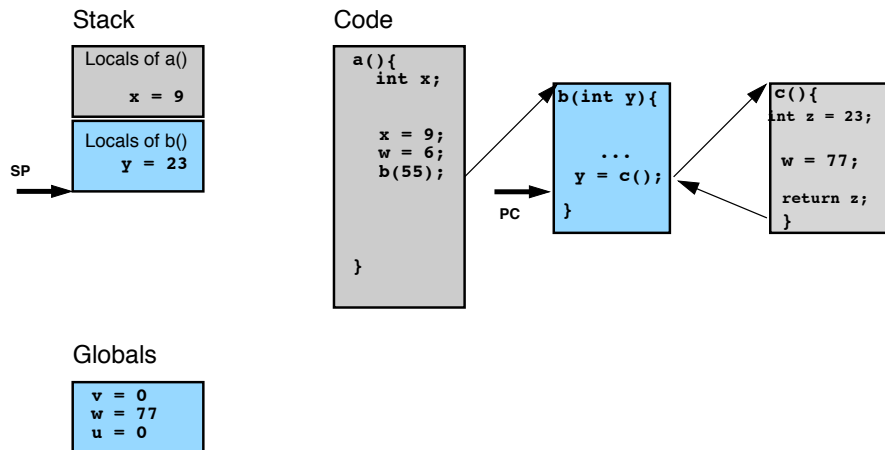 Stack
Locals of a()
x = 9
Locals of b()
y = 23
SP
Code
a(){
int x;
x = 9;
w = 6;
b(55);
}
b(int y){
...
y = c();
}
PC
c(){
int z = 23;
w = 77;
return z;
}
Globals
v = 0
w = 77
u = 0